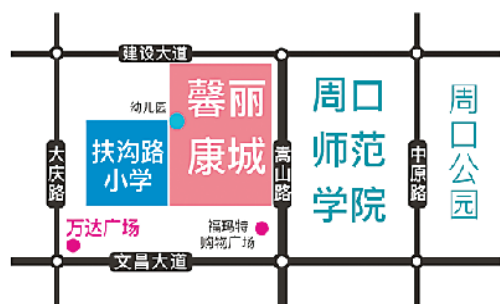 建设大道
幼儿园
馨丽
康城
扶沟路
小学
大庆路
嵩山路
周口
师范
学院
中原路
周口公园
万达广场
福玛特
购物广场
文昌大道